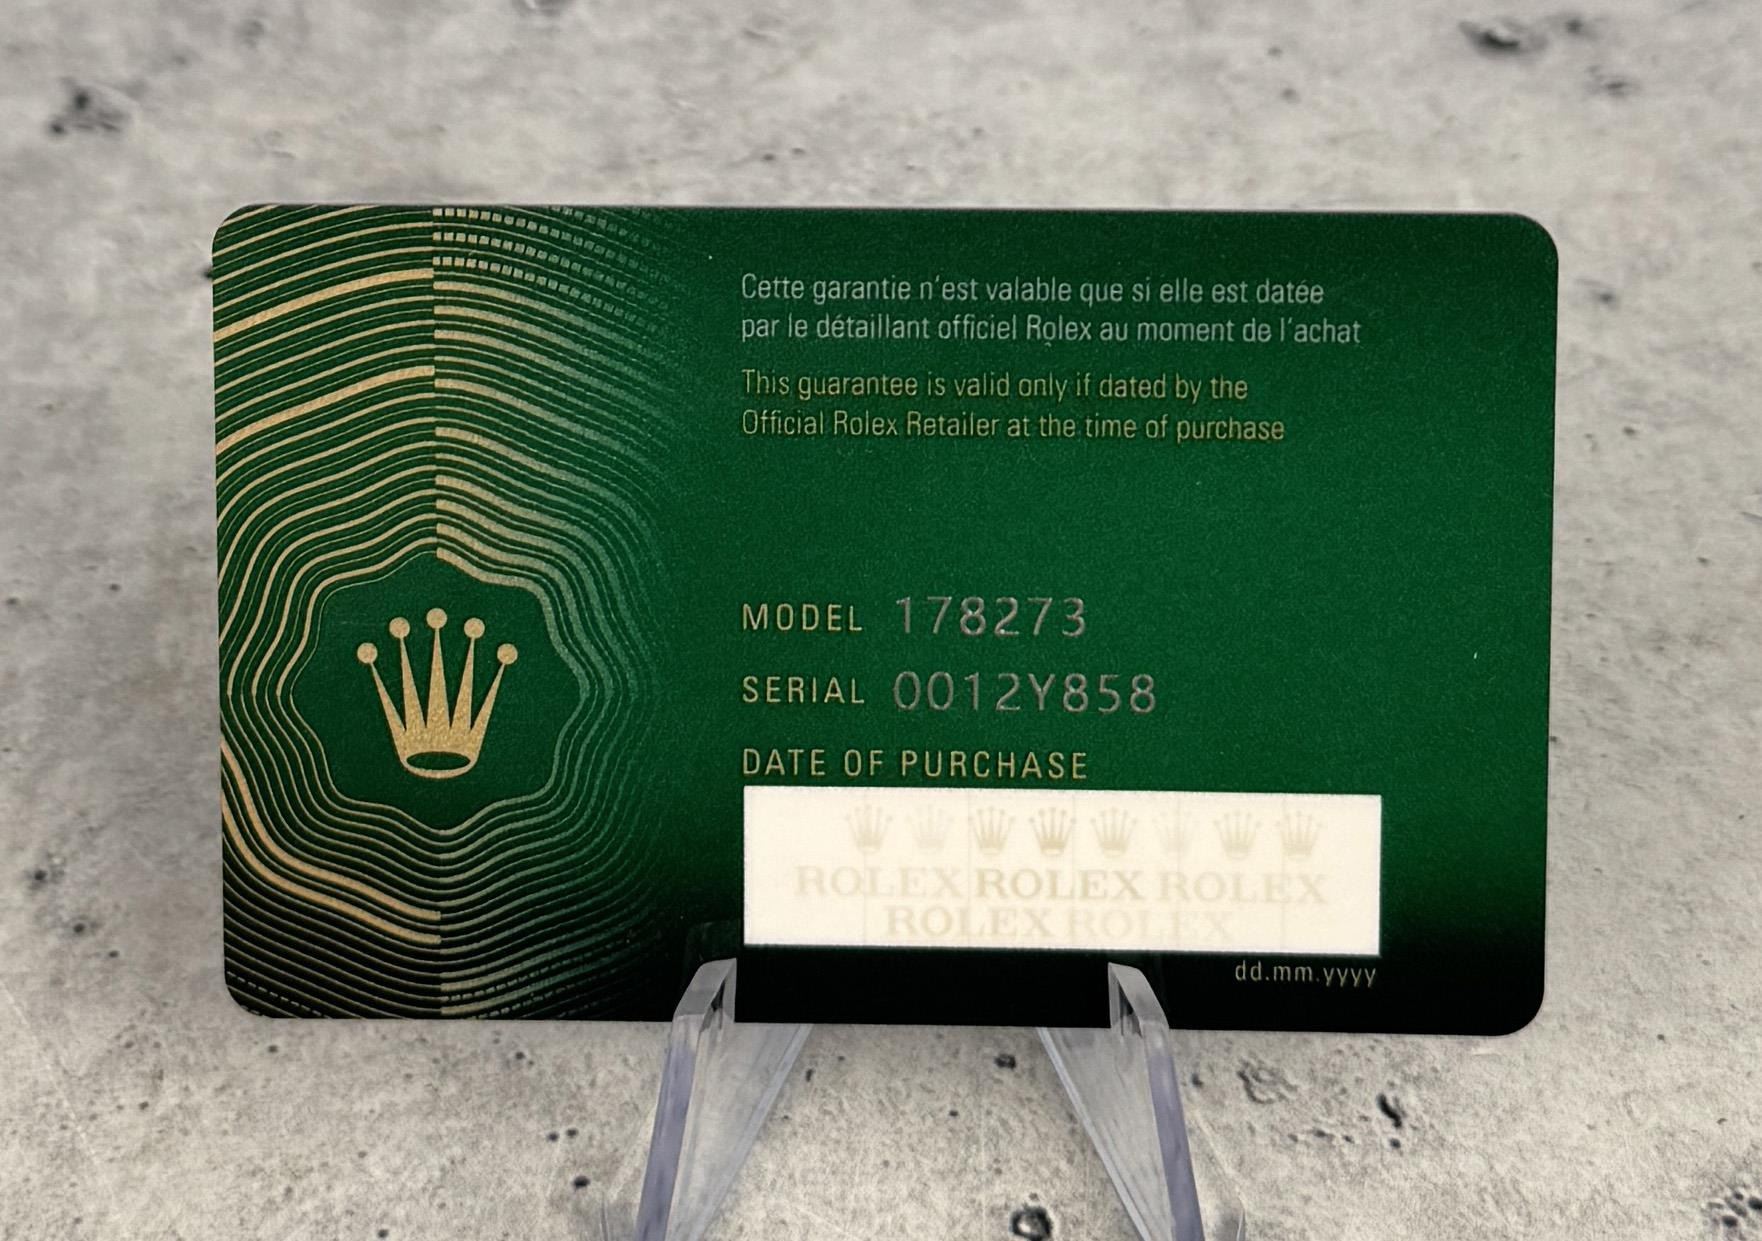 Cette garantie n'est valable que si elle est datée
par le détaillant officiel Rolex au moment de l'achat
This guarantee is valid only if dated by the
Official Rolex Retailer at the time of purchase
MODEL 178273
SERIAL 0012Y858
DATE OF PURCHASE
ROLEX ROLEX ROLEX
ROLEX ROLEX
dd.mm.yyyy